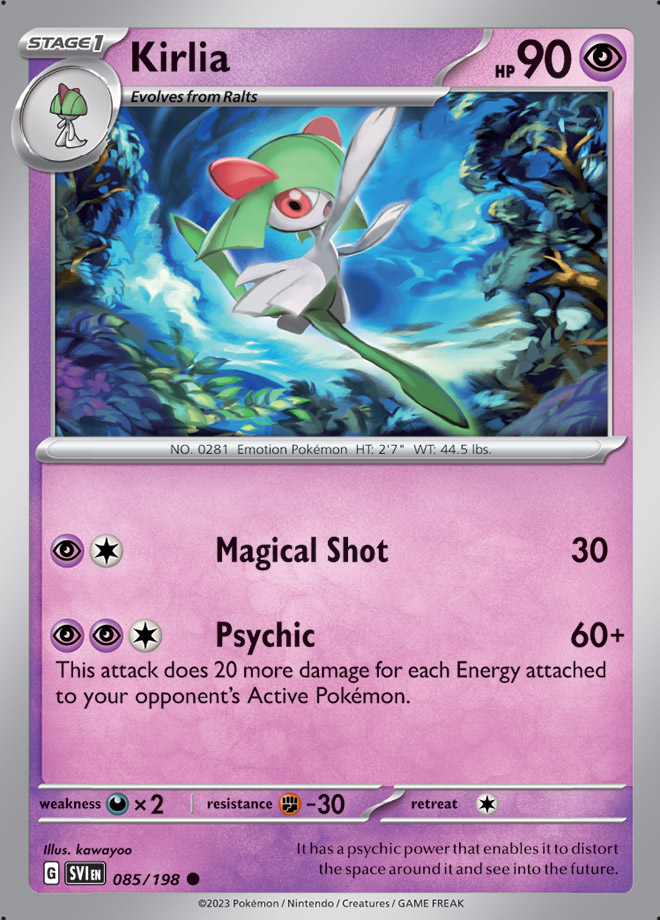 STAGE1
Kirlia
HP 90
Evolves from Ralts
NO. 0281 Emotion Pokémon HT: 2'7" WT: 44.5 lbs.
Magical Shot 30
Psychic 60+
This attack does 20 more damage for each Energy attached
to your opponent's Active Pokémon.
weakness ×2 resistance -30 retreat
Illus. kawayoo
It has a psychic power that enables it to distort
the space around it and see into the future.
G SVI EN 085/198
©2023 Pokémon / Nintendo / Creatures / GAME FREAK